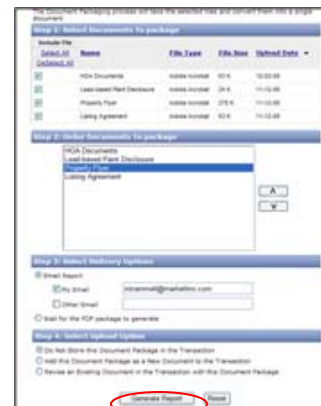 The Document Packaging process will take the selected files and convert them into a single
document
Step 1: Select Documents To package
Include File
Select All Name File Type File Size Upload Date
DeSelect All
HOA Documents Adobe Acrobat
Lead-based Paint Disclosure Adobe Acrobat
Property Flyer Adobe Acrobat
Listing Agreement Adobe Acrobat
Step 2: Order Documents To package
HOA Documents
Lead-based Paint Disclosure
Property Flyer
Listing Agreement
Λ
V
Step 3: Select Delivery Options
Email Report
My Email
Other Email
Wait for the PDF package to generate
Step 4: Select Upload Option
Do Not Store this Document Package in the Transaction
Add this Document Package as a New Document to the Transaction
Revise an Existing Document in the Transaction with this Document Package
Generate Report Reset